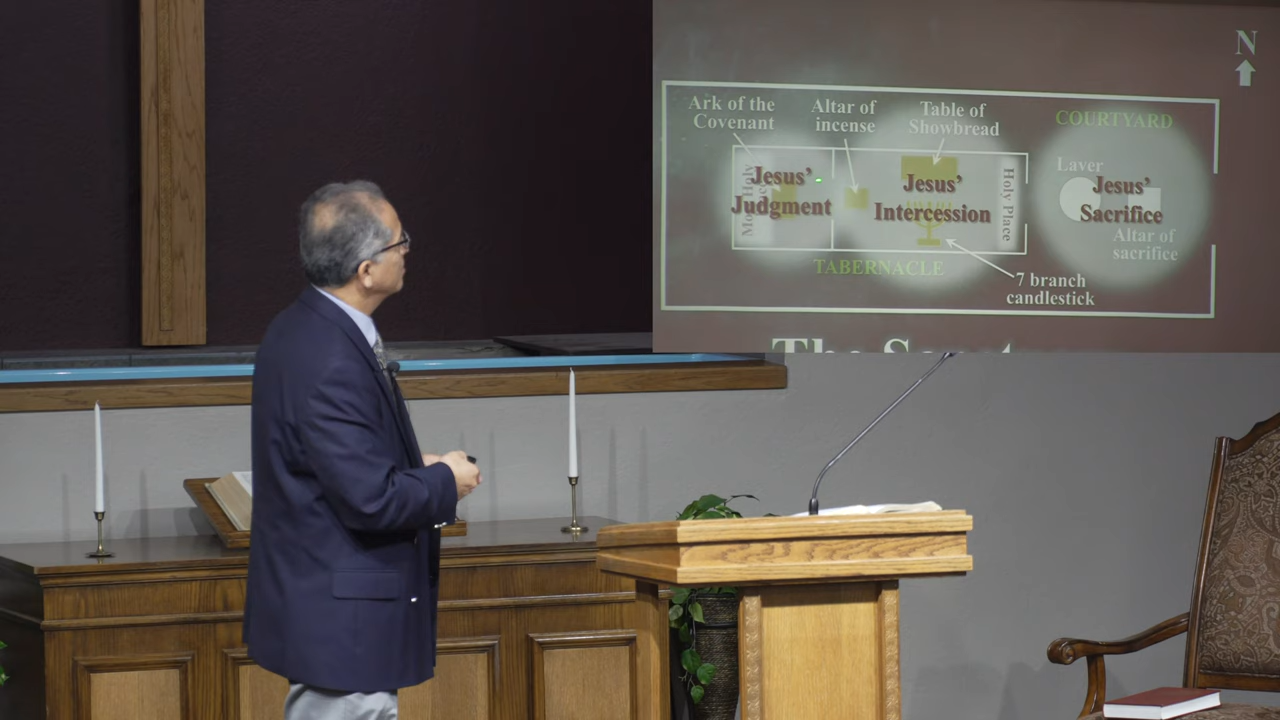 N
Ark of the
Covenant
Altar of
incense
Table of
Showbread
COURTYARD
Laver
Jesus'
Judgment
Jesus'
Intercession
Holy Place
Jesus'
Sacrifice
Altar of
sacrifice
TABERNACLE
7 branch
candlestick
The